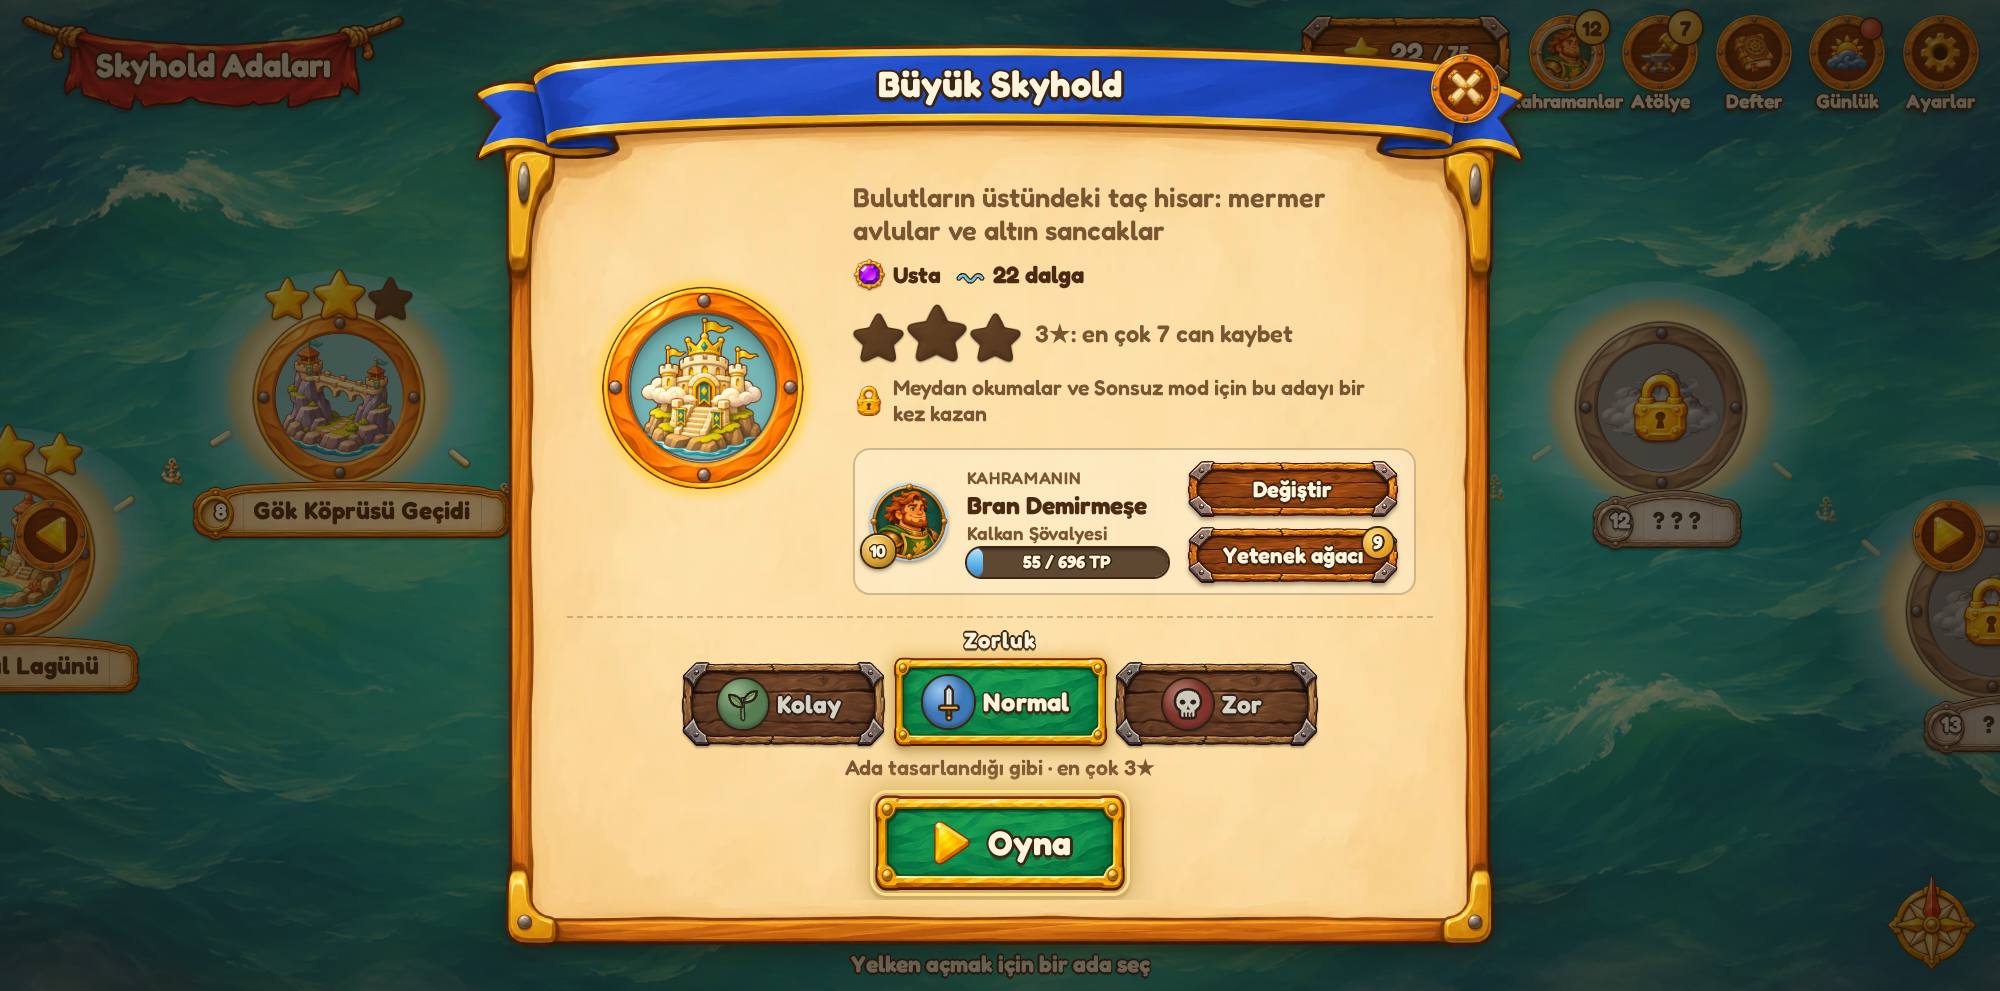 Skyhold Adaları
22 / 75
12
7
Kahramanlar
Atölye
Defter
Günlük
Ayarlar
Büyük Skyhold
Bulutların üstündeki taç hisar: mermer
avlular ve altın sancaklar
Usta
22 dalga
3★: en çok 7 can kaybet
Meydan okumalar ve Sonsuz mod için bu adayı bir
kez kazan
KAHRAMANIN
Bran Demirmeşe
Kalkan Şövalyesi
10
55 / 696 TP
Değiştir
Yetenek ağacı
9
8
Gök Köprüsü Geçidi
Lagünü
12
? ? ?
13
?
Zorluk
Kolay
Normal
Zor
Ada tasarlandığı gibi · en çok 3★
Oyna
Yelken açmak için bir ada seç